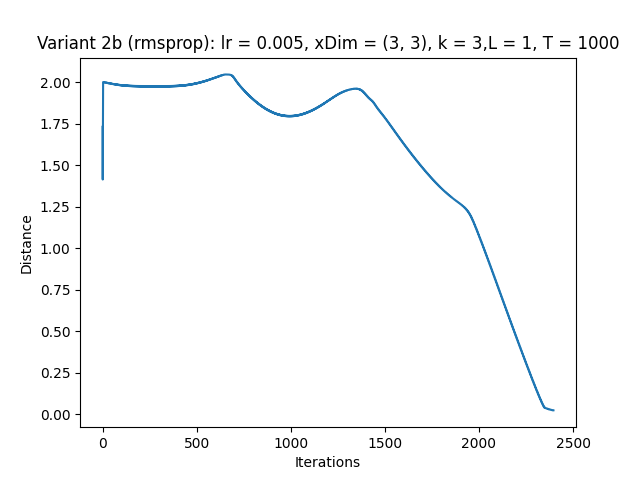 Variant 2b (rmsprop): lr = 0.005, xDim = (3, 3), k = 3,L = 1, T = 1000
2.00
1.75
1.50
1.25
1.00
0.75
0.50
0.25
0.00
Distance
0 500 1000 1500 2000 2500
Iterations